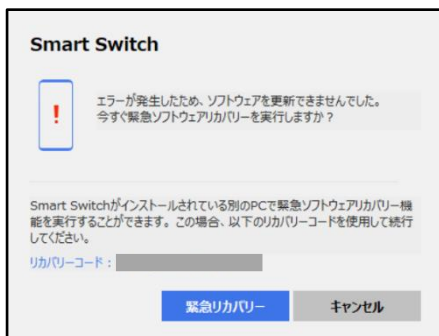 Smart Switch
エラーが発生したため、ソフトウェアを更新できませんでした。
今すぐ緊急ソフトウェアリカバリーを実行しますか？
Smart Switchがインストールされている別のPCで緊急ソフトウェアリカバリー機
能を実行することができます。この場合、以下のリカバリーコードを使用して続行
してください。
リカバリーコード：
緊急リカバリー
キャンセル